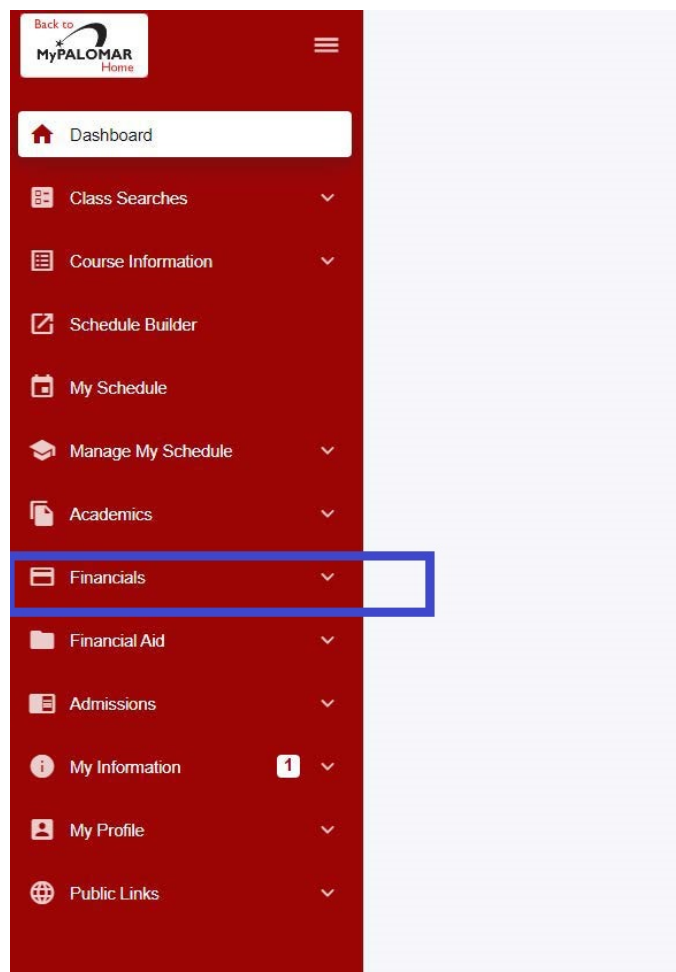 Back to
MyPALOMAR
Home
Dashboard
Class Searches
Course Information
Schedule Builder
My Schedule
Manage My Schedule
Academics
Financials
Financial Aid
Admissions
My Information 1
My Profile
Public Links